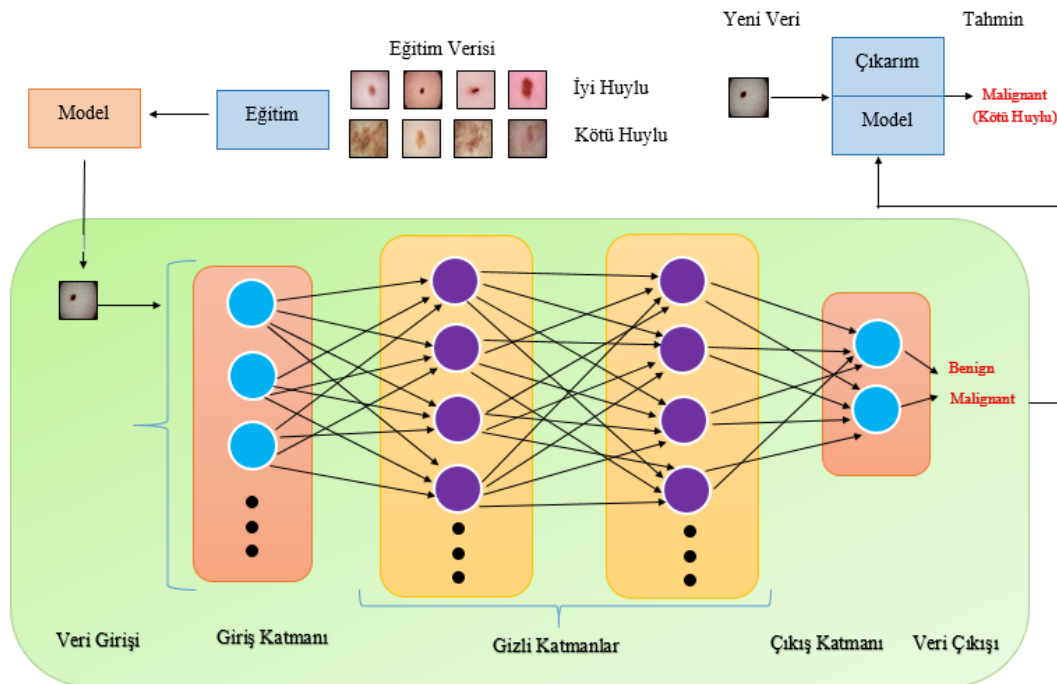 Yeni Veri
Tahmin
Eğitim Verisi
İyi Huylu
Kötü Huylu
Model
Eğitim
Çıkarım
Model
Malignant
(Kötü Huylu)
Benign
Malignant
Veri Girişi
Giriş Katmanı
Gizli Katmanlar
Çıkış Katmanı
Veri Çıkışı